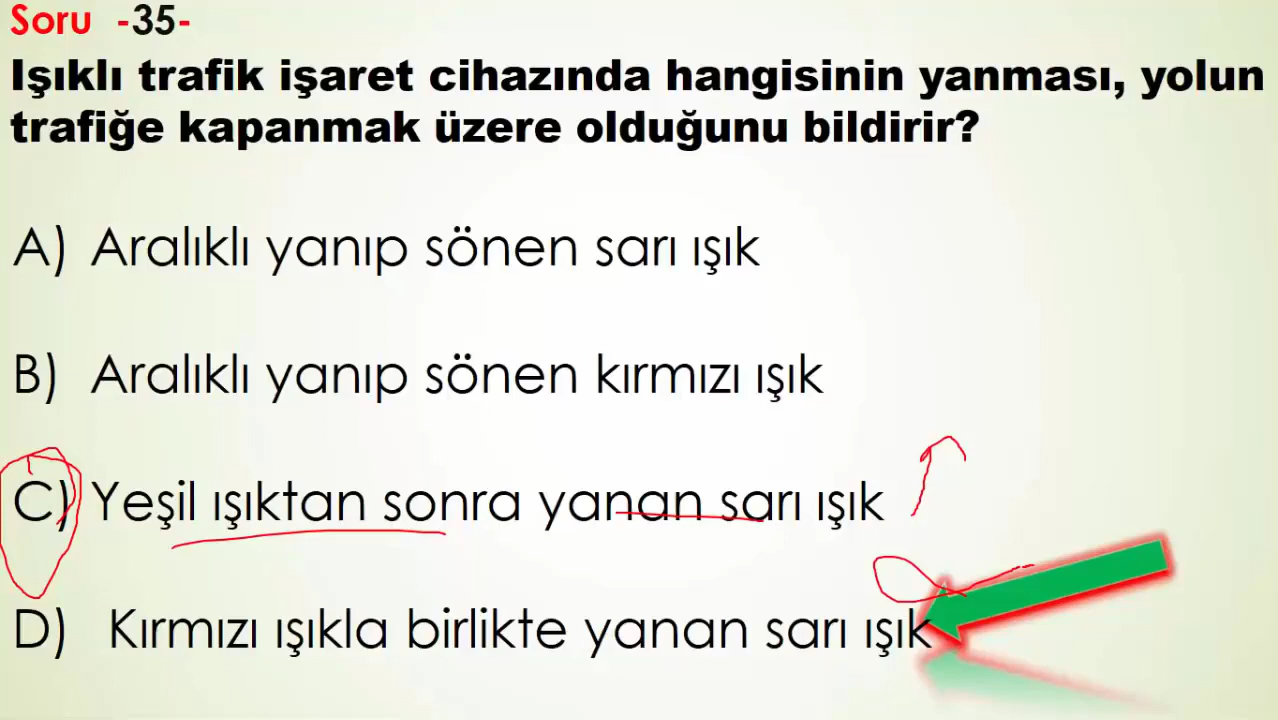 Soru -35-
Işıklı trafik işaret cihazında hangisinin yanması, yolun
trafiğe kapanmak üzere olduğunu bildirir?
A) Aralıklı yanıp sönen sarı ışık
B) Aralıklı yanıp sönen kırmızı ışık
C) Yeşil ışıktan sonra yanan sarı ışık
D) Kırmızı ışıkla birlikte yanan sarı ışık